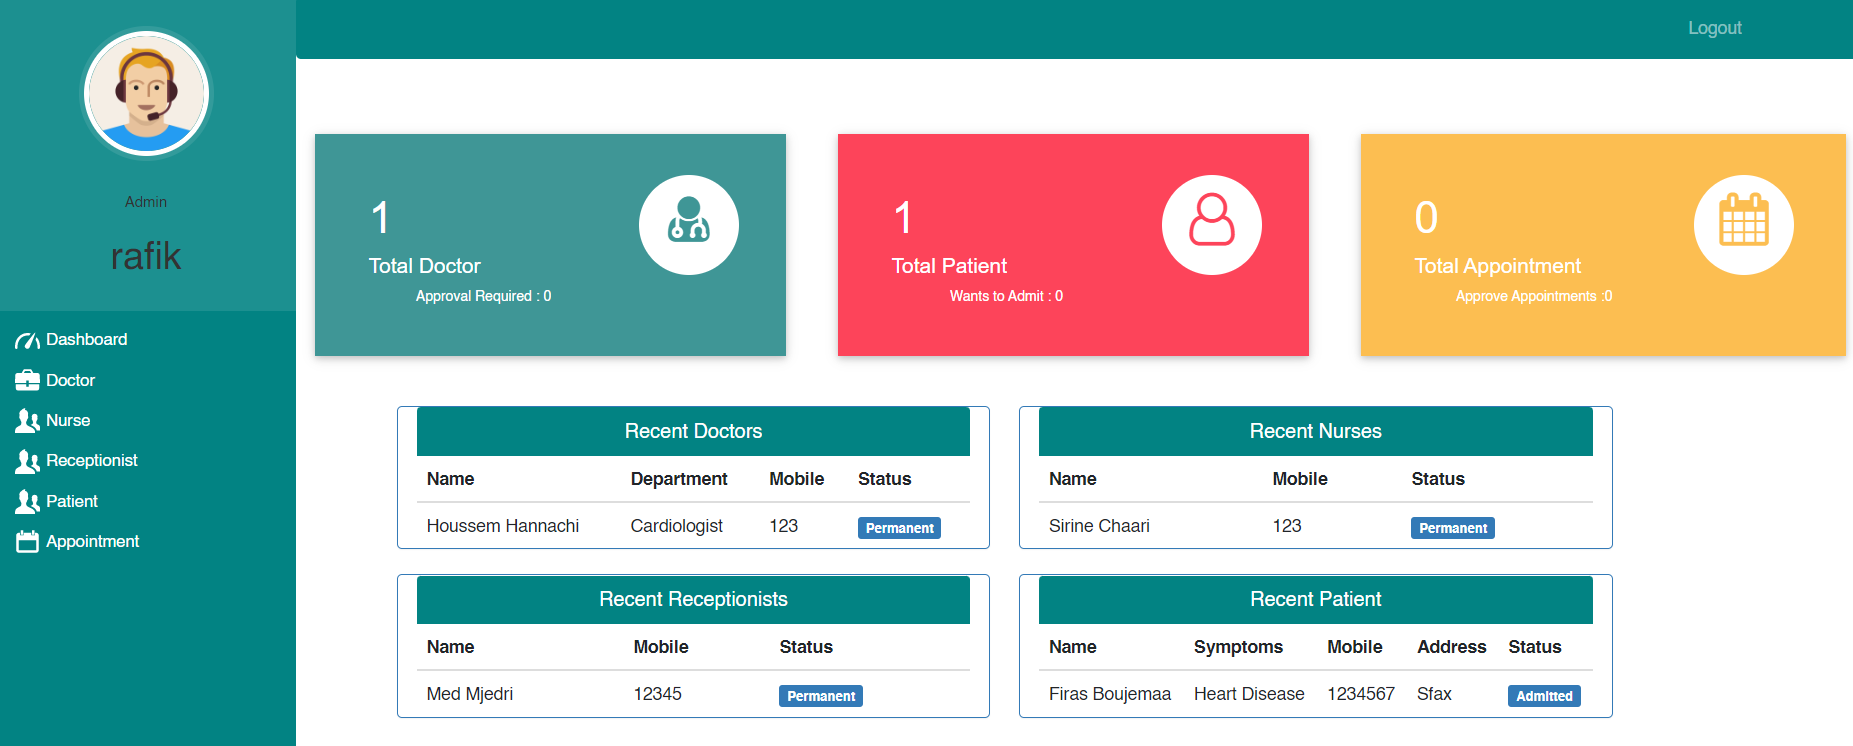 Logout
Admin
rafik
Dashboard
Doctor
Nurse
Receptionist
Patient
Appointment
1
Total Doctor
Approval Required : 0
1
Total Patient
Wants to Admit : 0
0
Total Appointment
Approve Appointments :0
Recent Doctors
Name Department Mobile Status
Houssem Hannachi Cardiologist 123 Permanent
Recent Nurses
Name Mobile Status
Sirine Chaari 123 Permanent
Recent Receptionists
Name Mobile Status
Med Mjedri 12345 Permanent
Recent Patient
Name Symptoms Mobile Address Status
Firas Boujemaa Heart Disease 1234567 Sfax Admitted